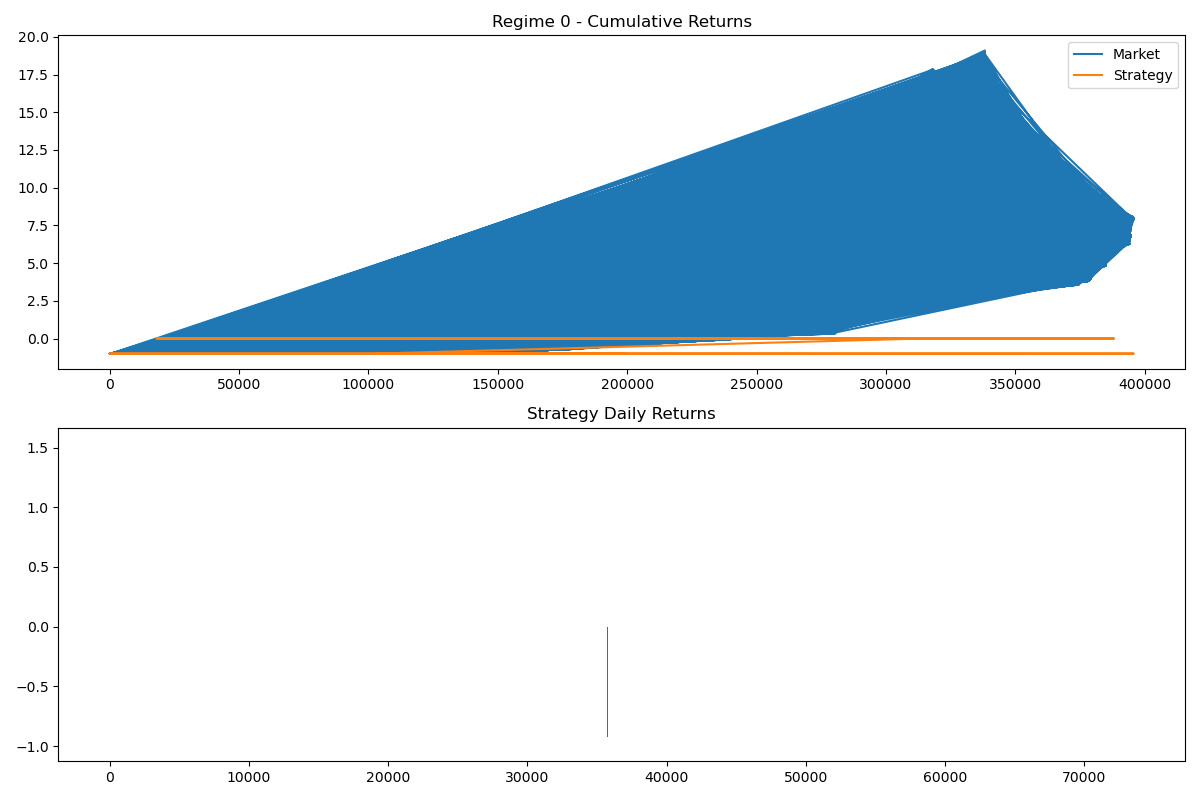 Regime 0 - Cumulative Returns
20.0
17.5
15.0
12.5
10.0
7.5
5.0
2.5
0.0
Market
Strategy
0 50000 100000 150000 200000 250000 300000 350000 400000
Strategy Daily Returns
1.5
1.0
0.5
0.0
−0.5
−1.0
0 10000 20000 30000 40000 50000 60000 70000